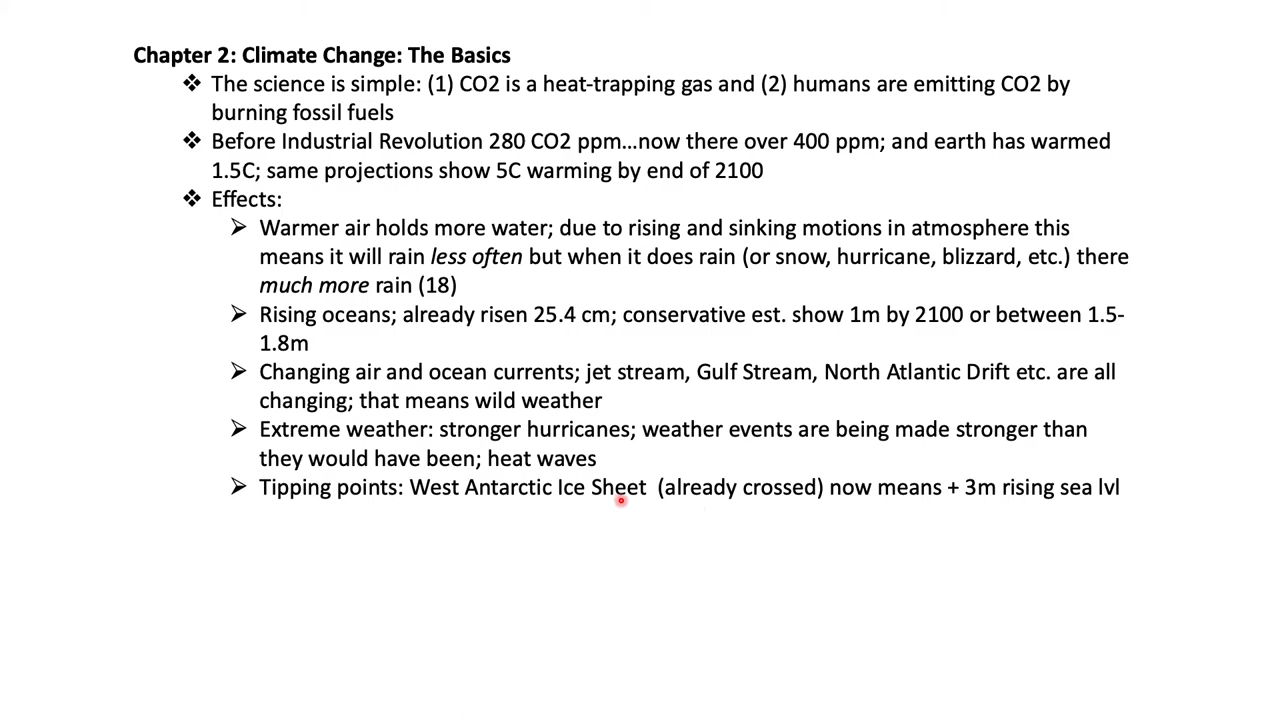 Chapter 2: Climate Change: The Basics
❖ The science is simple: (1) CO2 is a heat-trapping gas and (2) humans are emitting CO2 by
burning fossil fuels
❖ Before Industrial Revolution 280 CO2 ppm…now there over 400 ppm; and earth has warmed
1.5C; same projections show 5C warming by end of 2100
❖ Effects:
➢ Warmer air holds more water; due to rising and sinking motions in atmosphere this
means it will rain less often but when it does rain (or snow, hurricane, blizzard, etc.) there
much more rain (18)
➢ Rising oceans; already risen 25.4 cm; conservative est. show 1m by 2100 or between 1.5-
1.8m
➢ Changing air and ocean currents; jet stream, Gulf Stream, North Atlantic Drift etc. are all
changing; that means wild weather
➢ Extreme weather: stronger hurricanes; weather events are being made stronger than
they would have been; heat waves
➢ Tipping points: West Antarctic Ice Sheet (already crossed) now means + 3m rising sea lvl